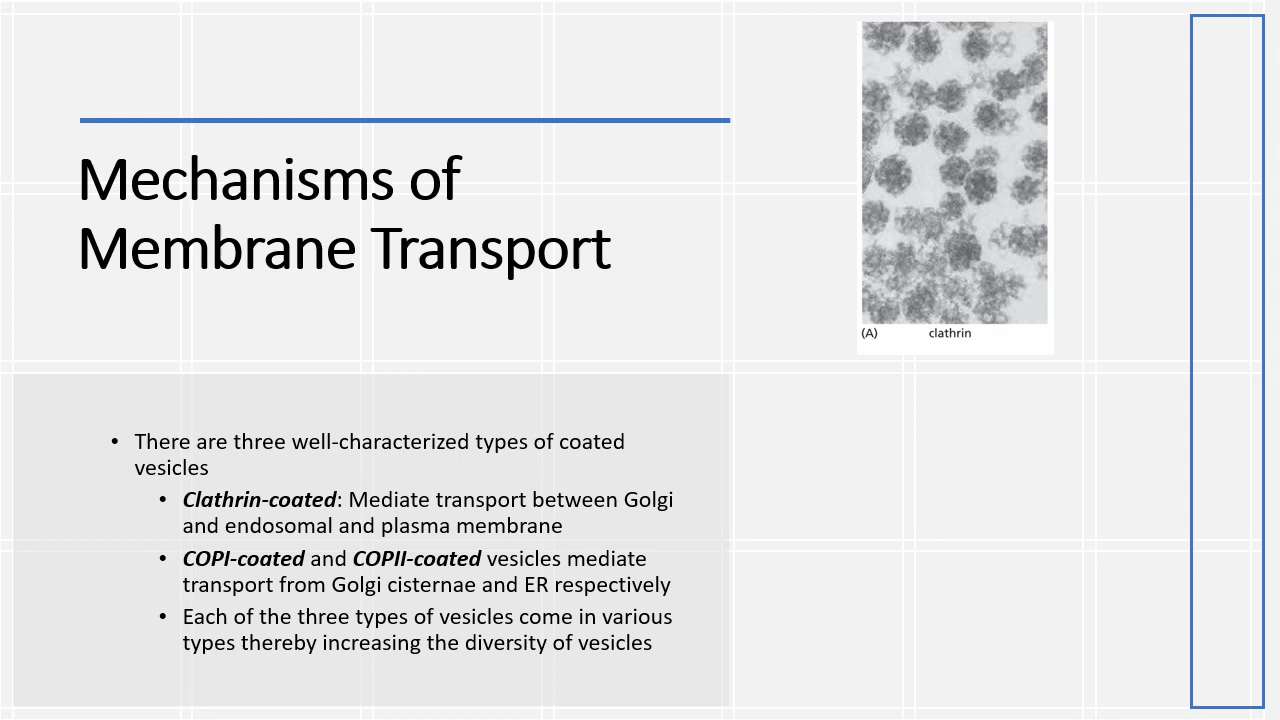 Mechanisms of
Membrane Transport
(A) clathrin
• There are three well-characterized types of coated
vesicles
• Clathrin-coated: Mediate transport between Golgi
and endosomal and plasma membrane
• COPI-coated and COPII-coated vesicles mediate
transport from Golgi cisternae and ER respectively
• Each of the three types of vesicles come in various
types thereby increasing the diversity of vesicles